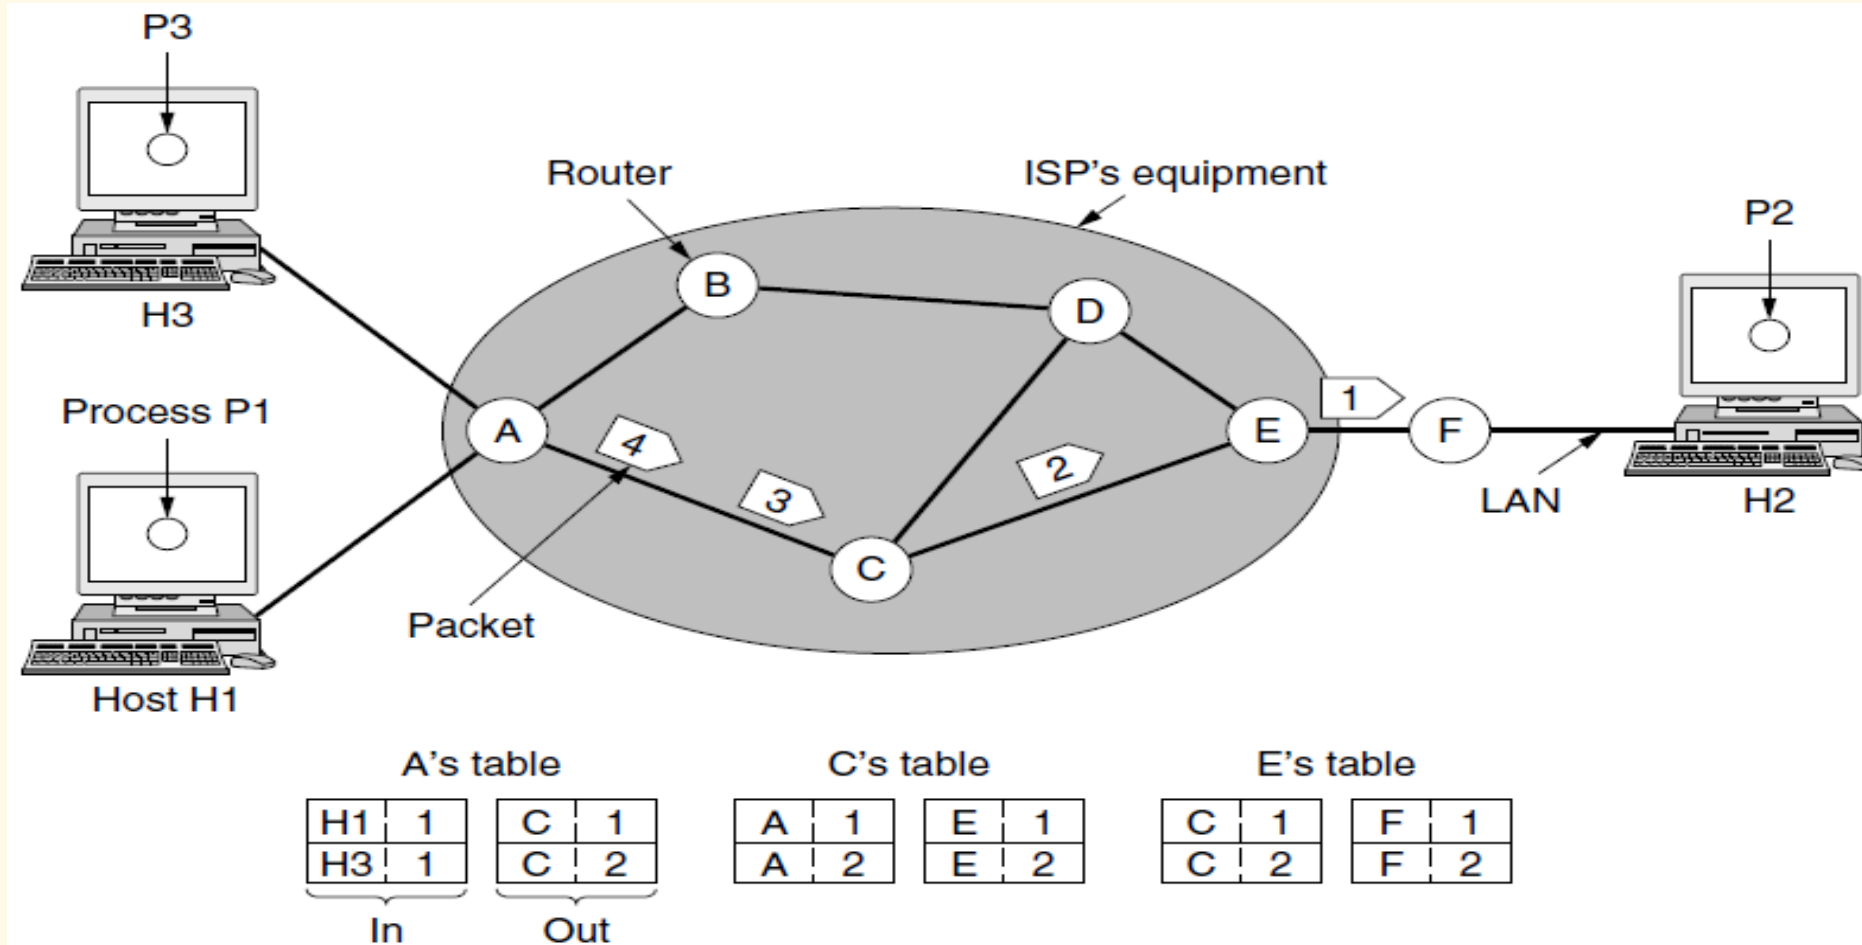 P3
Router
ISP's equipment
P2
B
D
H3
Process P1
1
A
4
E
F
2
3
LAN
H2
C
Packet
Host H1
A's table
C's table
E's table
H1 1 C 1 A 1 E 1 C 1 F 1
H3 1 C 2 A 2 E 2 C 2 F 2
In Out